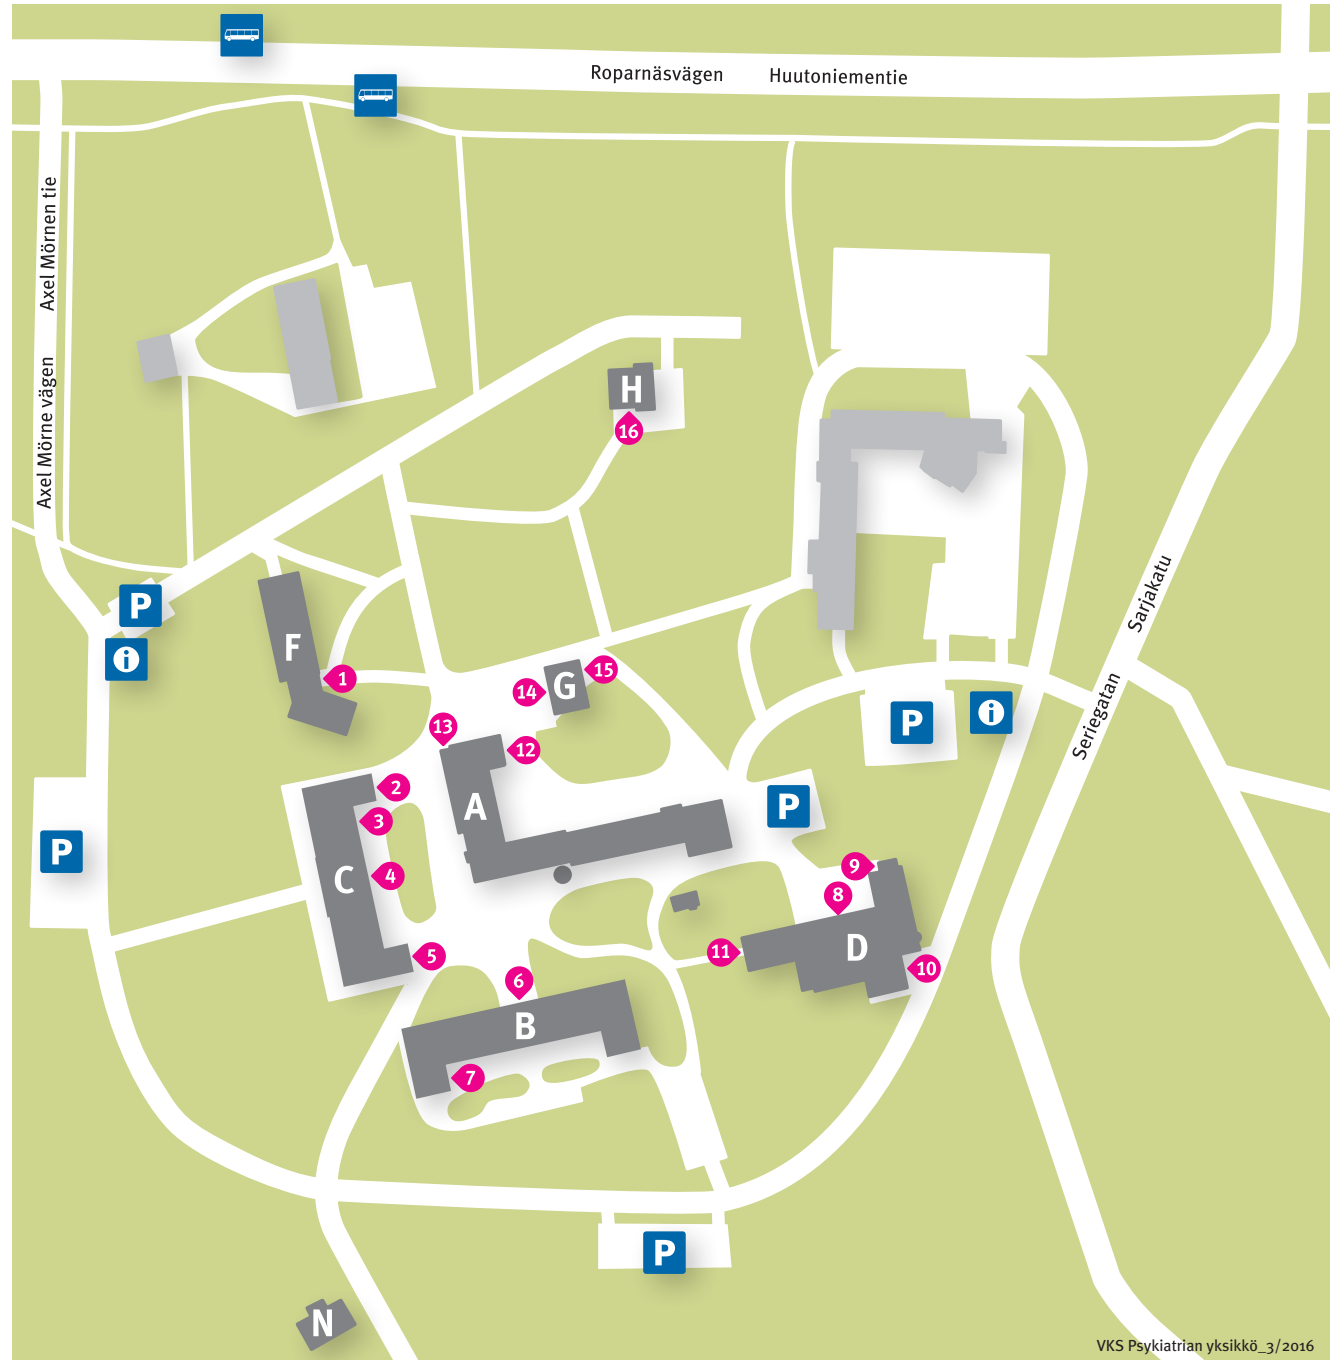 Roparnäsvägen Huutoniementie
Axel Mörne vägen Axel Mörnen tie
H
16
F
1
P
i
15
14
G
13
12
Sarjakatu
Seriegatan
P
i
2
A
P
3
P
C
4
9
8
D
11
10
5
6
B
7
P
N
VKS Psykiatrian yksikkö_3/2016